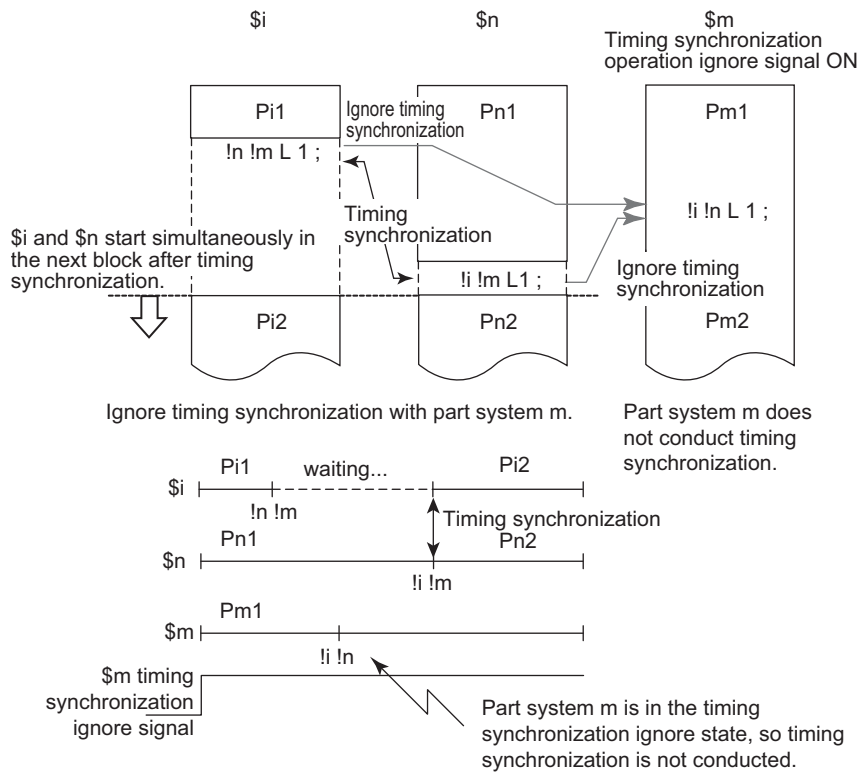 $i
$n
$m
Timing synchronization
operation ignore signal ON
Pi1
Ignore timing
synchronization
Pn1
Pm1
!n !m L 1 ;
!i !n L 1 ;
Timing
synchronization
$i and $n start simultaneously in
the next block after timing
synchronization.
!i !m L1 ;
Ignore timing
synchronization
Pi2
Pn2
Pm2
Ignore timing synchronization with part system m.
Part system m does
not conduct timing
synchronization.
Pi1
waiting...
Pi2
$i
!n !m
Timing synchronization
Pn1
Pn2
$n
!i !m
Pm1
$m
!i !n
$m timing
synchronization
ignore signal
Part system m is in the timing
synchronization ignore state, so timing
synchronization is not conducted.